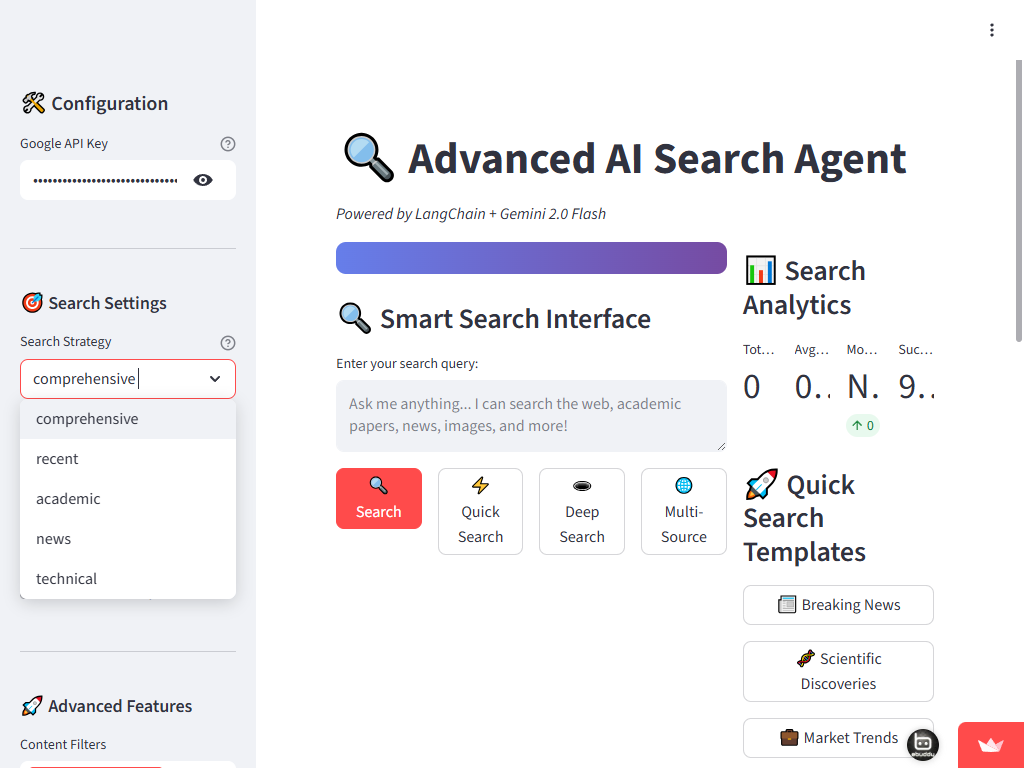 Configuration
Google API Key
Search Settings
Search Strategy
comprehensive
comprehensive
recent
academic
news
technical
Advanced Features
Content Filters
Advanced AI Search Agent
Powered by LangChain + Gemini 2.0 Flash
Smart Search Interface
Enter your search query:
Ask me anything... I can search the web, academic
papers, news, images, and more!
Search
Quick
Search
Deep
Search
Multi-
Source
Search
Analytics
Tot... Avg... Mo... Suc...
0 0.. N. 9..
↑ 0
Quick
Search
Templates
Breaking News
Scientific
Discoveries
Market Trends
abuddu